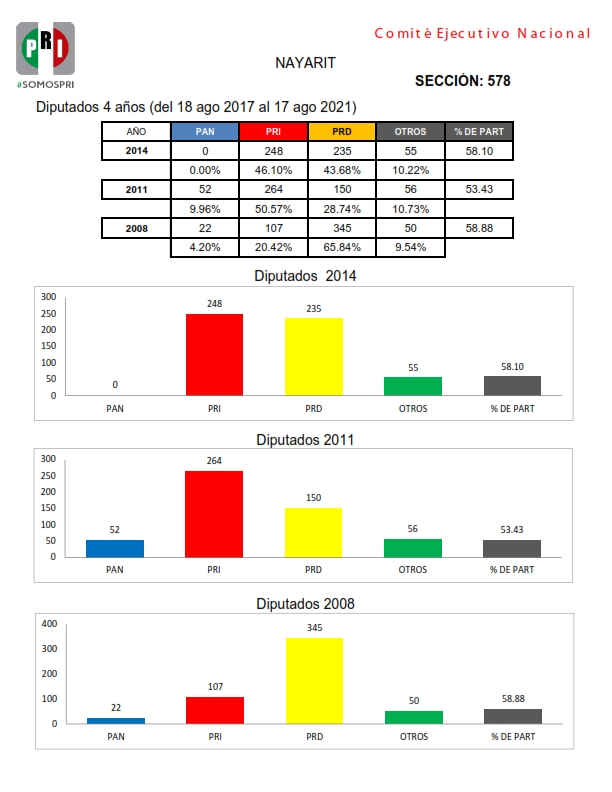 Comité Ejecutivo Nacional
PRI
#SOMOSPRI
NAYARIT
SECCIÓN: 578
Diputados 4 años (del 18 ago 2017 al 17 ago 2021)
AÑO PAN PRI PRD OTROS % DE PART
2014 0 248 235 55 58.10
0.00% 46.10% 43.68% 10.22%
2011 52 264 150 56 53.43
9.96% 50.57% 28.74% 10.73%
2008 22 107 345 50 58.88
4.20% 20.42% 65.84% 9.54%
Diputados 2014
300
250
200
150
100
50
0
0 248 235 55 58.10
PAN PRI PRD OTROS % DE PART
Diputados 2011
300
250
200
150
100
50
0
52 264 150 56 53.43
PAN PRI PRD OTROS % DE PART
Diputados 2008
400
300
200
100
0
22 107 345 50 58.88
PAN PRI PRD OTROS % DE PART